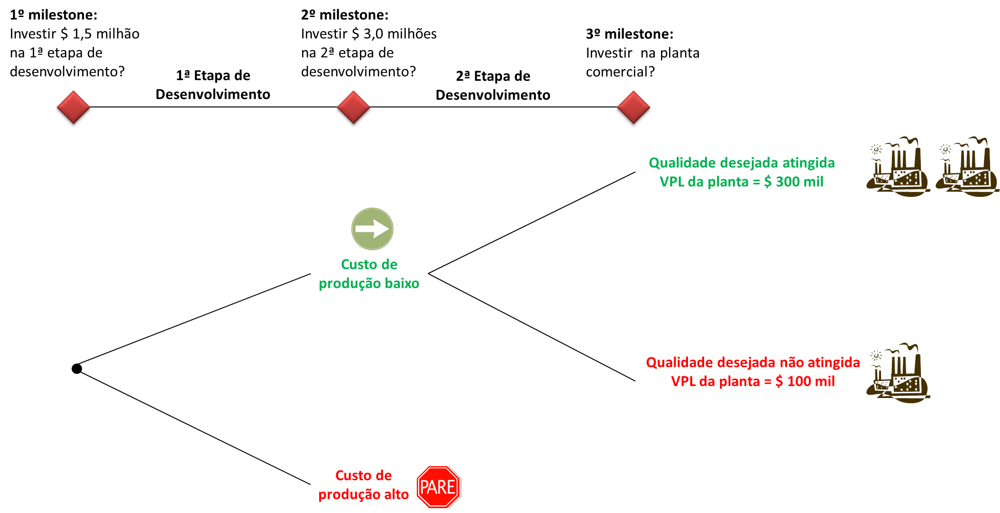 1º milestone:
Investir $ 1,5 milhão
na 1ª etapa de
desenvolvimento?
1ª Etapa de
Desenvolvimento
2º milestone:
Investir $ 3,0 milhões
na 2ª etapa de
desenvolvimento?
2ª Etapa de
Desenvolvimento
3º milestone:
Investir na planta
comercial?
Qualidade desejada atingida
VPL da planta = $ 300 mil
Custo de
produção baixo
Qualidade desejada não atingida
VPL da planta = $ 100 mil
Custo de
produção alto
PARE